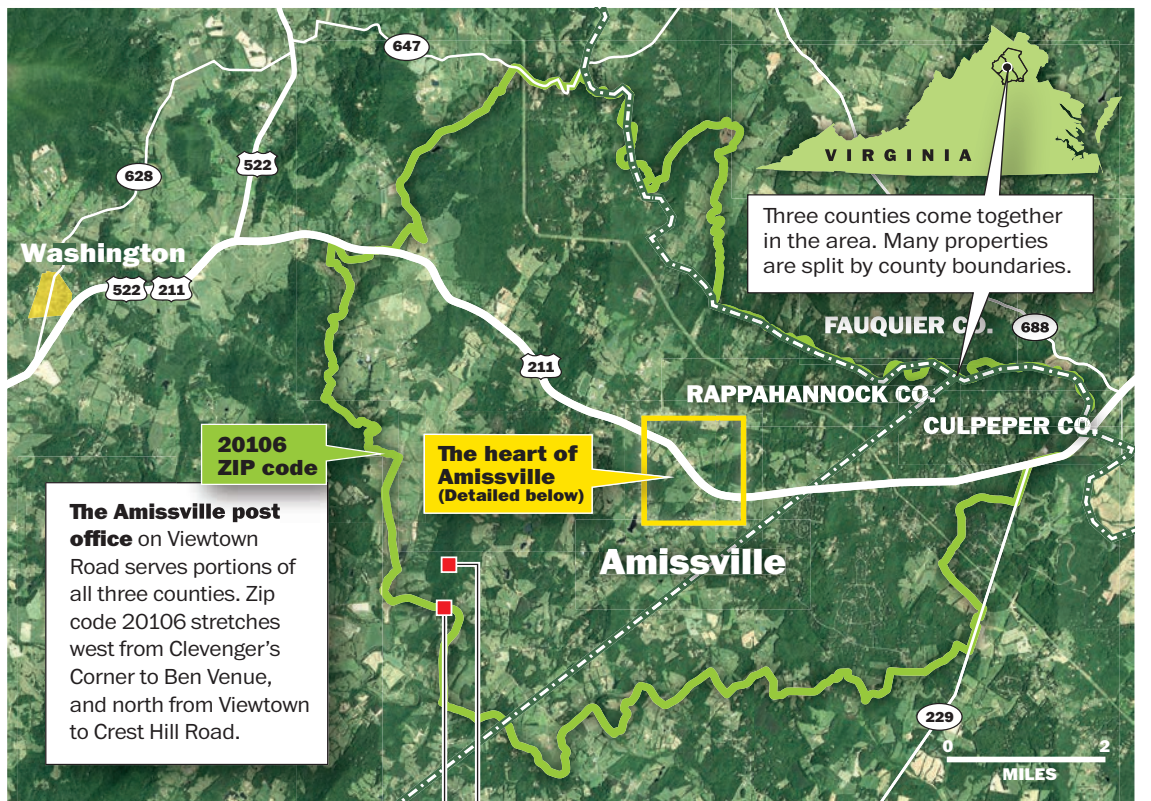 647
522
628
Washington
522
211
VIRGINIA
Three counties come together
in the area. Many properties
are split by county boundaries.
FAUQUIER CO.
688
211
RAPPAHANNOCK CO.
CULPEPER CO.
20106
ZIP code
The heart of
Amissville
(Detailed below)
The Amissville post
office on Viewtown
Road serves portions of
all three counties. Zip
code 20106 stretches
west from Clevenger’s
Corner to Ben Venue,
and north from Viewtown
to Crest Hill Road.
Amissville
229
0
2
MILES